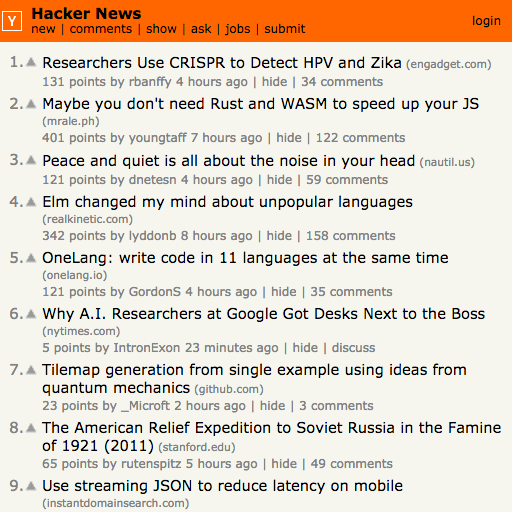 Y
Hacker News
new | comments | show | ask | jobs | submit
login
1. Researchers Use CRISPR to Detect HPV and Zika (engadget.com)
131 points by rbanffy 4 hours ago | hide | 34 comments
2. Maybe you don't need Rust and WASM to speed up your JS
(mrale.ph)
401 points by youngtaff 7 hours ago | hide | 122 comments
3. Peace and quiet is all about the noise in your head (nautil.us)
121 points by dnetesn 4 hours ago | hide | 59 comments
4. Elm changed my mind about unpopular languages
(realkinetic.com)
342 points by lyddonb 8 hours ago | hide | 158 comments
5. OneLang: write code in 11 languages at the same time
(onelang.io)
121 points by GordonS 4 hours ago | hide | 35 comments
6. Why A.I. Researchers at Google Got Desks Next to the Boss
(nytimes.com)
5 points by IntronExon 23 minutes ago | hide | discuss
7. Tilemap generation from single example using ideas from
quantum mechanics (github.com)
23 points by _Microft 2 hours ago | hide | 3 comments
8. The American Relief Expedition to Soviet Russia in the Famine
of 1921 (2011) (stanford.edu)
65 points by rutenspitz 5 hours ago | hide | 49 comments
9. Use streaming JSON to reduce latency on mobile
(instantdomainsearch.com)